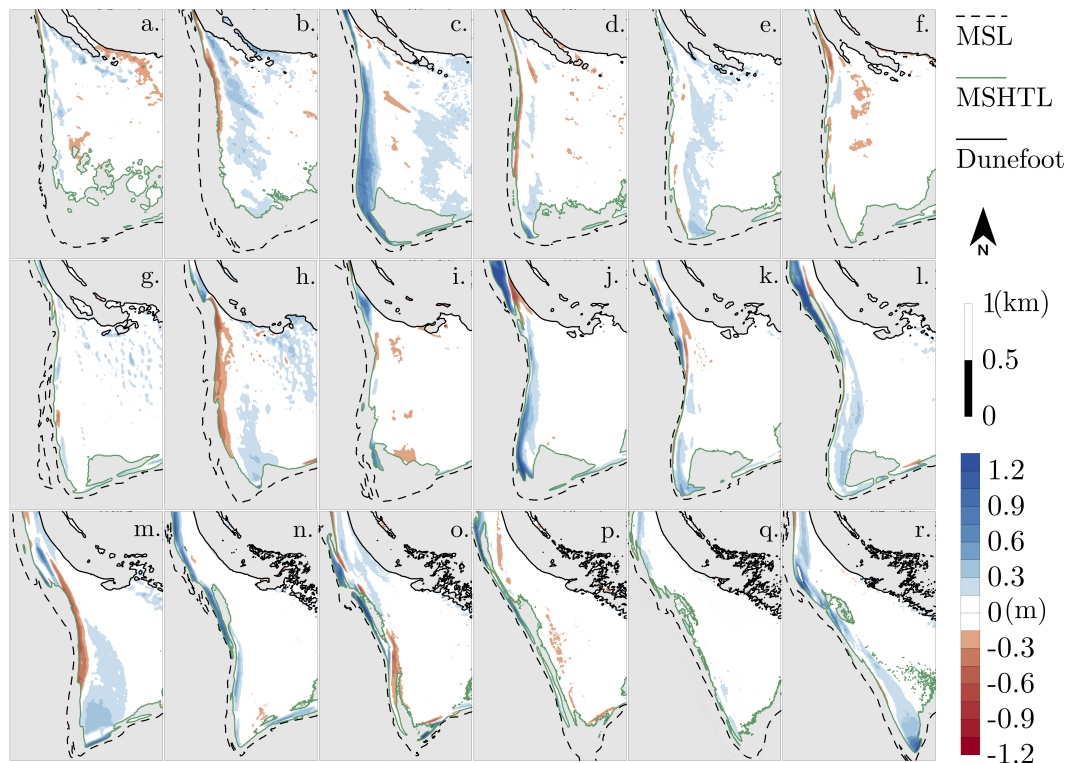 a.
b.
c.
d.
e.
f.
MSL
MSHTL
Dunefoot
N
g.
h.
i.
j.
k.
l.
1(km)
0.5
0
m.
n.
o.
p.
q.
r.
1.2
0.9
0.6
0.3
0(m)
-0.3
-0.6
-0.9
-1.2